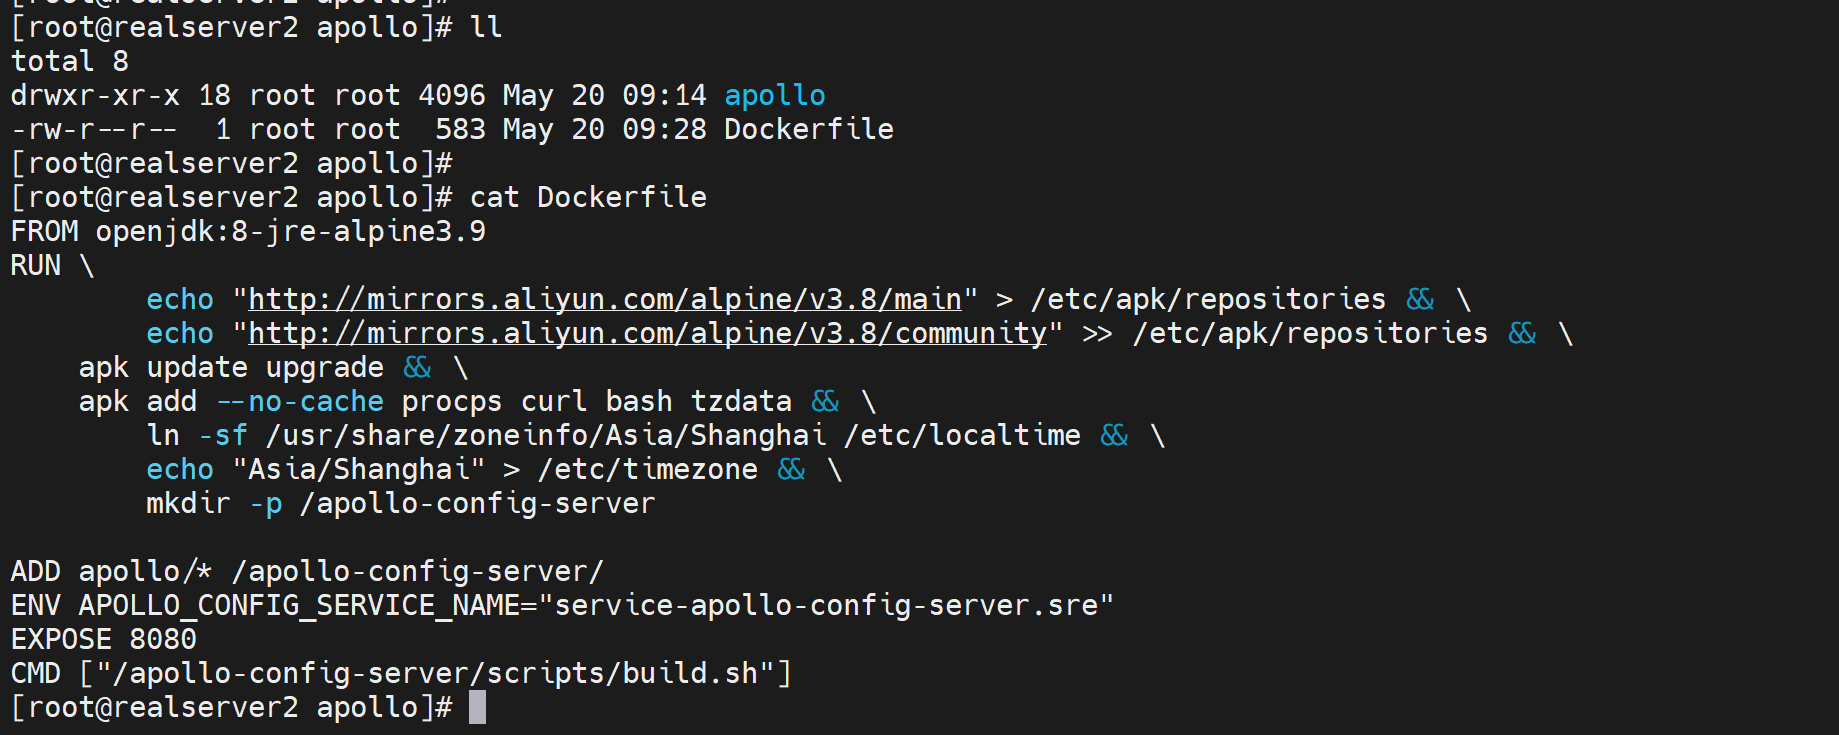 [root@realserver2 apollo]#
[root@realserver2 apollo]# ll
total 8
drwxr-xr-x 18 root root 4096 May 20 09:14 apollo
-rw-r--r--  1 root root  583 May 20 09:28 Dockerfile
[root@realserver2 apollo]#
[root@realserver2 apollo]# cat Dockerfile
FROM openjdk:8-jre-alpine3.9
RUN \
        echo "http://mirrors.aliyun.com/alpine/v3.8/main" > /etc/apk/repositories && \
        echo "http://mirrors.aliyun.com/alpine/v3.8/community" >> /etc/apk/repositories && \
    apk update upgrade && \
    apk add --no-cache procps curl bash tzdata && \
        ln -sf /usr/share/zoneinfo/Asia/Shanghai /etc/localtime && \
        echo "Asia/Shanghai" > /etc/timezone && \
        mkdir -p /apollo-config-server

ADD apollo/* /apollo-config-server/
ENV APOLLO_CONFIG_SERVICE_NAME="service-apollo-config-server.sre"
EXPOSE 8080
CMD ["/apollo-config-server/scripts/build.sh"]
[root@realserver2 apollo]#